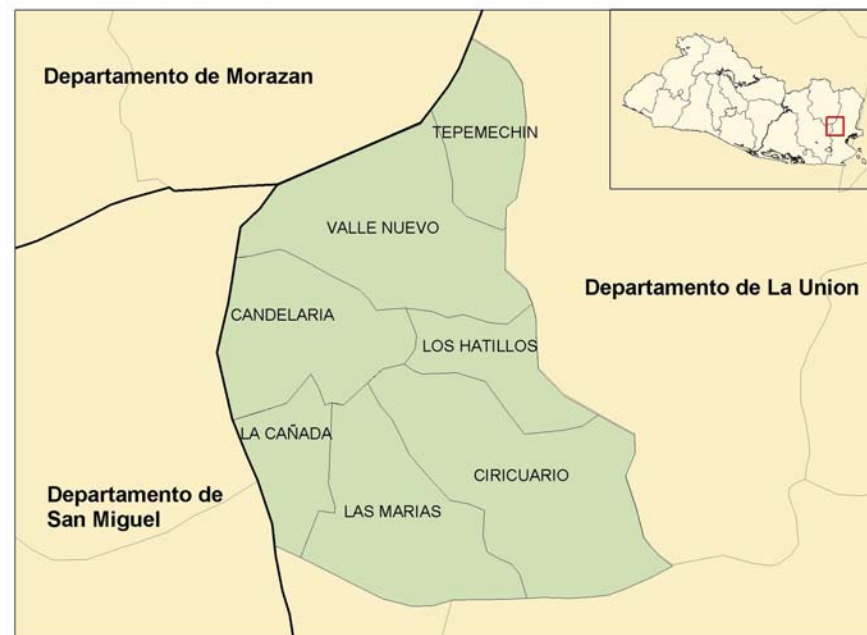 Departamento de Morazan
TEPEMECHIN
VALLE NUEVO
Departamento de La Union
CANDELARIA
LOS HATILLOS
LA CAÑADA
CIRICUARIO
Departamento de
San Miguel
LAS MARIAS